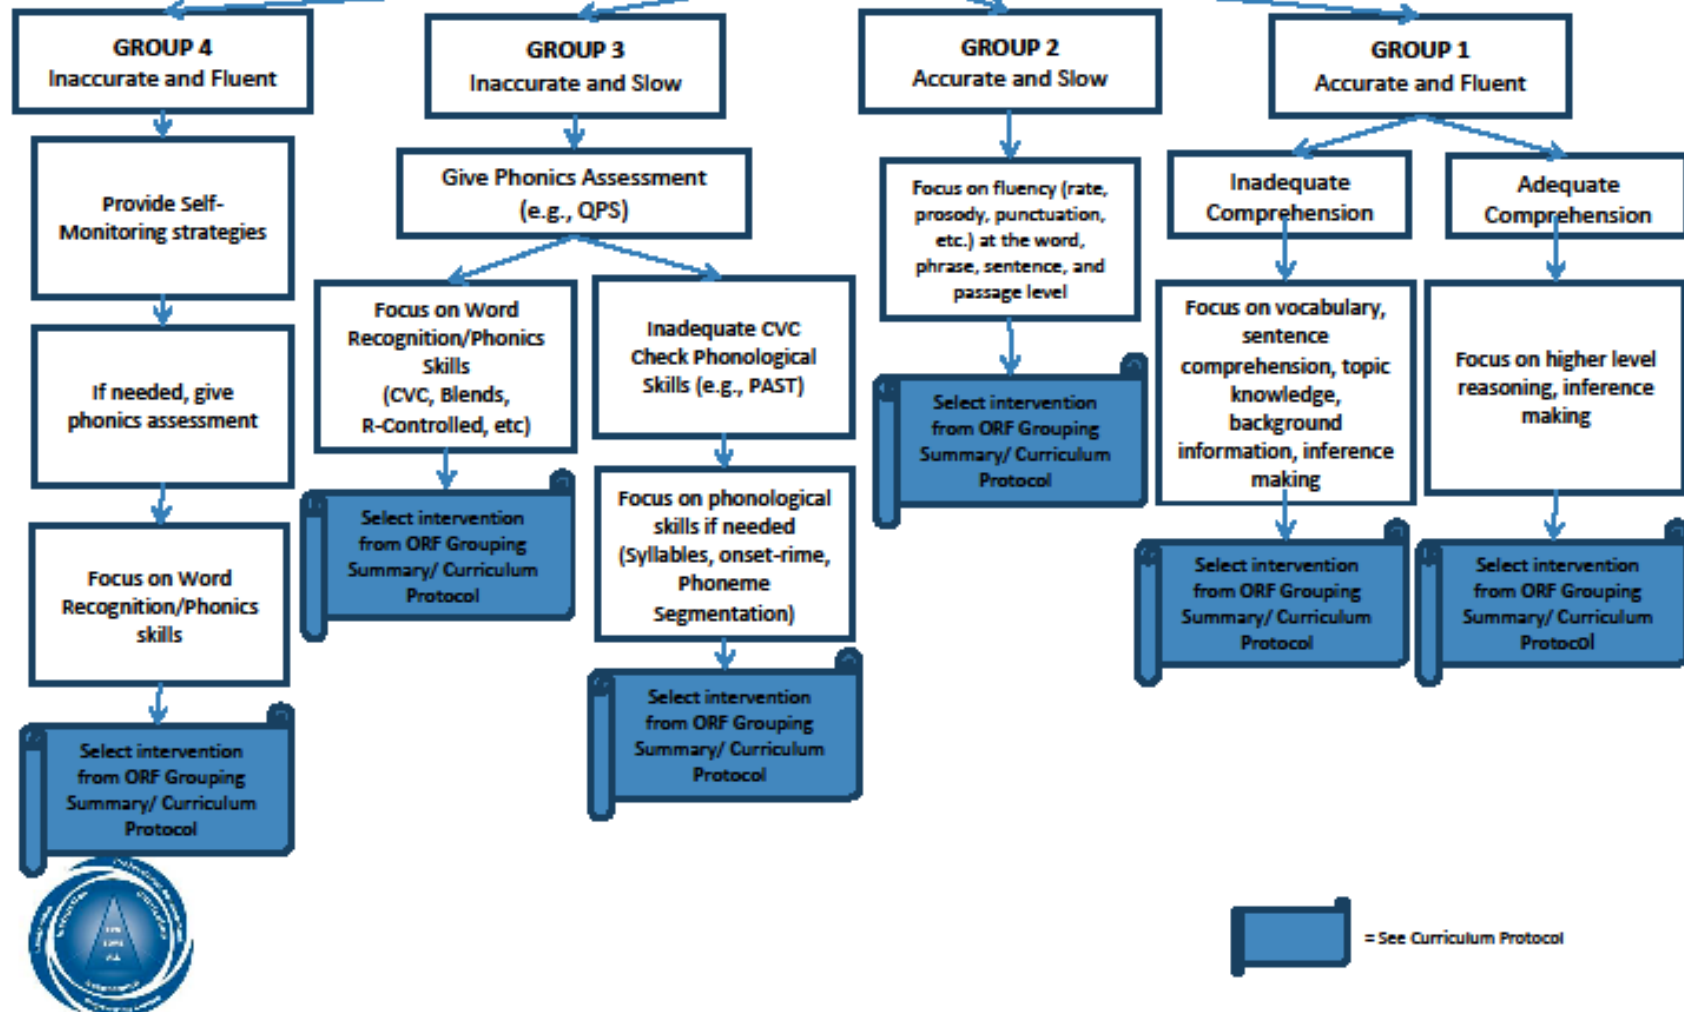 GROUP 4
Inaccurate and Fluent
GROUP 3
Inaccurate and Slow
GROUP 2
Accurate and Slow
GROUP 1
Accurate and Fluent
Provide Self-
Monitoring strategies
If needed, give
phonics assessment
Focus on Word
Recognition/Phonics
skills
Select intervention
from ORF Grouping
Summary/ Curriculum
Protocol
Give Phonics Assessment
(e.g., QPS)
Focus on Word
Recognition/Phonics
Skills
(CVC, Blends,
R-Controlled, etc)
Select intervention
from ORF Grouping
Summary/ Curriculum
Protocol
Inadequate CVC
Check Phonological
Skills (e.g., PAST)
Focus on phonological
skills if needed
(Syllables, onset-rime,
Phoneme
Segmentation)
Select intervention
from ORF Grouping
Summary/ Curriculum
Protocol
Focus on fluency (rate,
prosody, punctuation,
etc.) at the word,
phrase, sentence, and
passage level
Select intervention
from ORF Grouping
Summary/ Curriculum
Protocol
Inadequate
Comprehension
Focus on vocabulary,
sentence
comprehension, topic
knowledge,
background
information, inference
making
Select intervention
from ORF Grouping
Summary/ Curriculum
Protocol
Adequate
Comprehension
Focus on higher level
reasoning, inference
making
Select intervention
from ORF Grouping
Summary/ Curriculum
Protocol
= See Curriculum Protocol